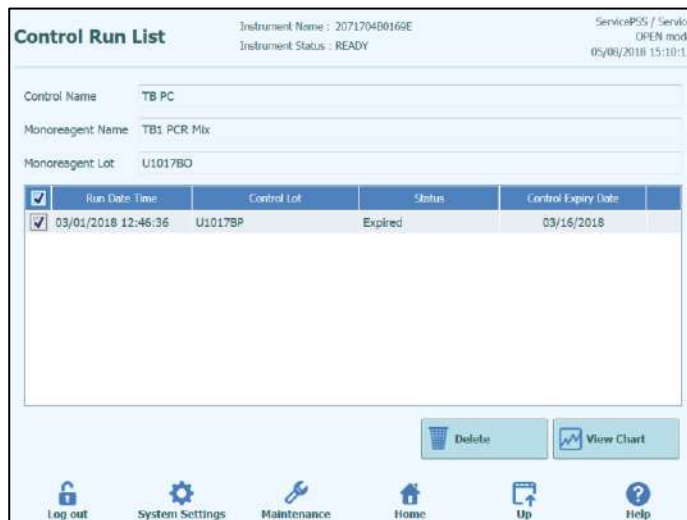 Control Run List
Instrument Name : 2071704B0169E
Instrument Status : READY
ServicePSS / Servic
OPEN mod
05/08/2018 15:10:1
Control Name TB PC
Monoreagent Name TB1 PCR Mix
Monoreagent Lot U1017BO
Run Date Time Control Lot Status Control Expiry Date
03/01/2018 12:46:36 U1017BP Expired 03/16/2018
Delete View Chart
Log out System Settings Maintenance Home Up Help